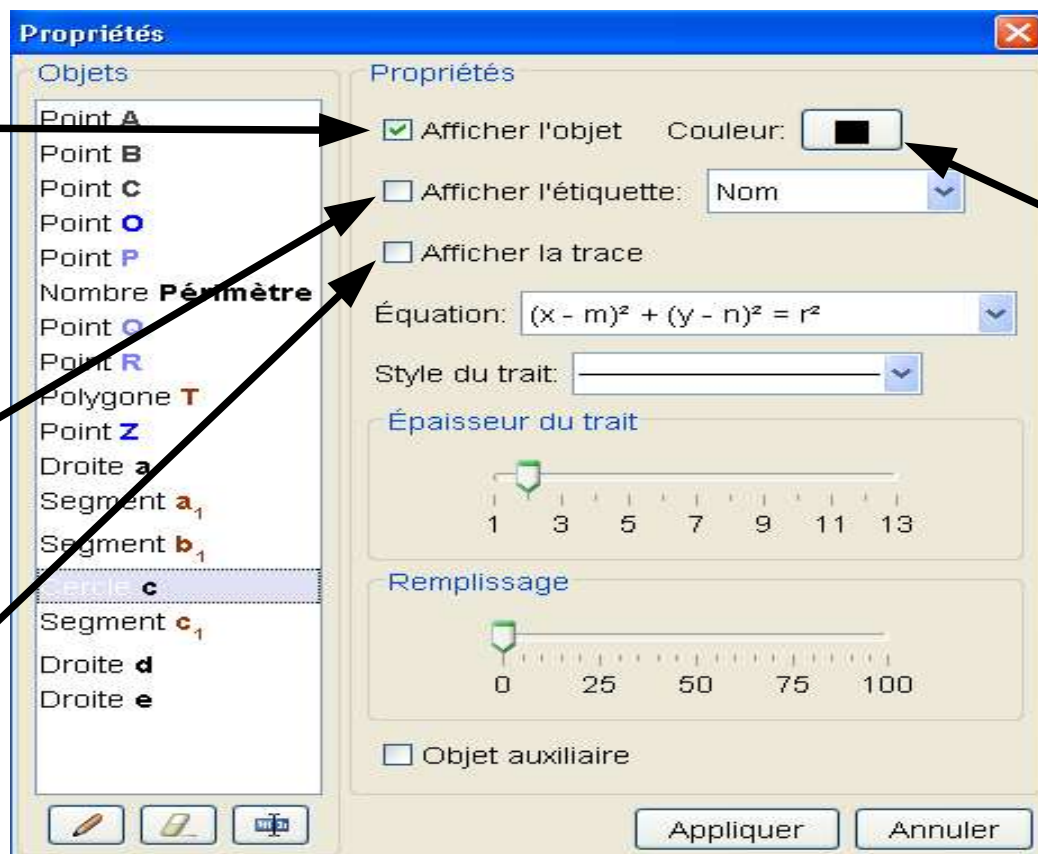 Propriétés
Objets
Point A
Point B
Point C
Point O
Point P
Nombre Périmètre
Point Q
Point R
Polygone T
Point Z
Droite a
Segment a₁
Segment b₁
Cercle c
Segment c₁
Droite d
Droite e
Propriétés
Afficher l'objet Couleur:
Afficher l'étiquette: Nom
Afficher la trace
Équation: (x - m)² + (y - n)² = r²
Style du trait:
Épaisseur du trait
1 3 5 7 9 11 13
Remplissage
0 25 50 75 100
Objet auxiliaire
Appliquer Annuler